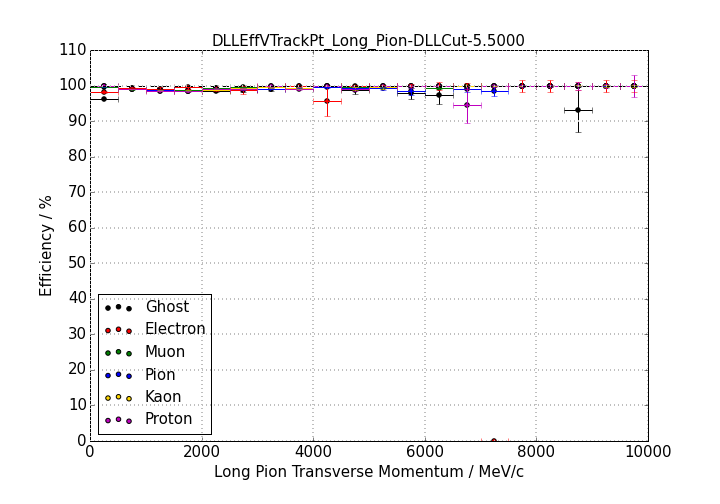 DLLEffVTrackPt_Long_Pion-DLLCut-5.5000
110
100
90
80
70
60
50
40
30
20
10
0
Efficiency / %
Ghost
Electron
Muon
Pion
Kaon
Proton
0 2000 4000 6000 8000 10000
Long Pion Transverse Momentum / MeV/c